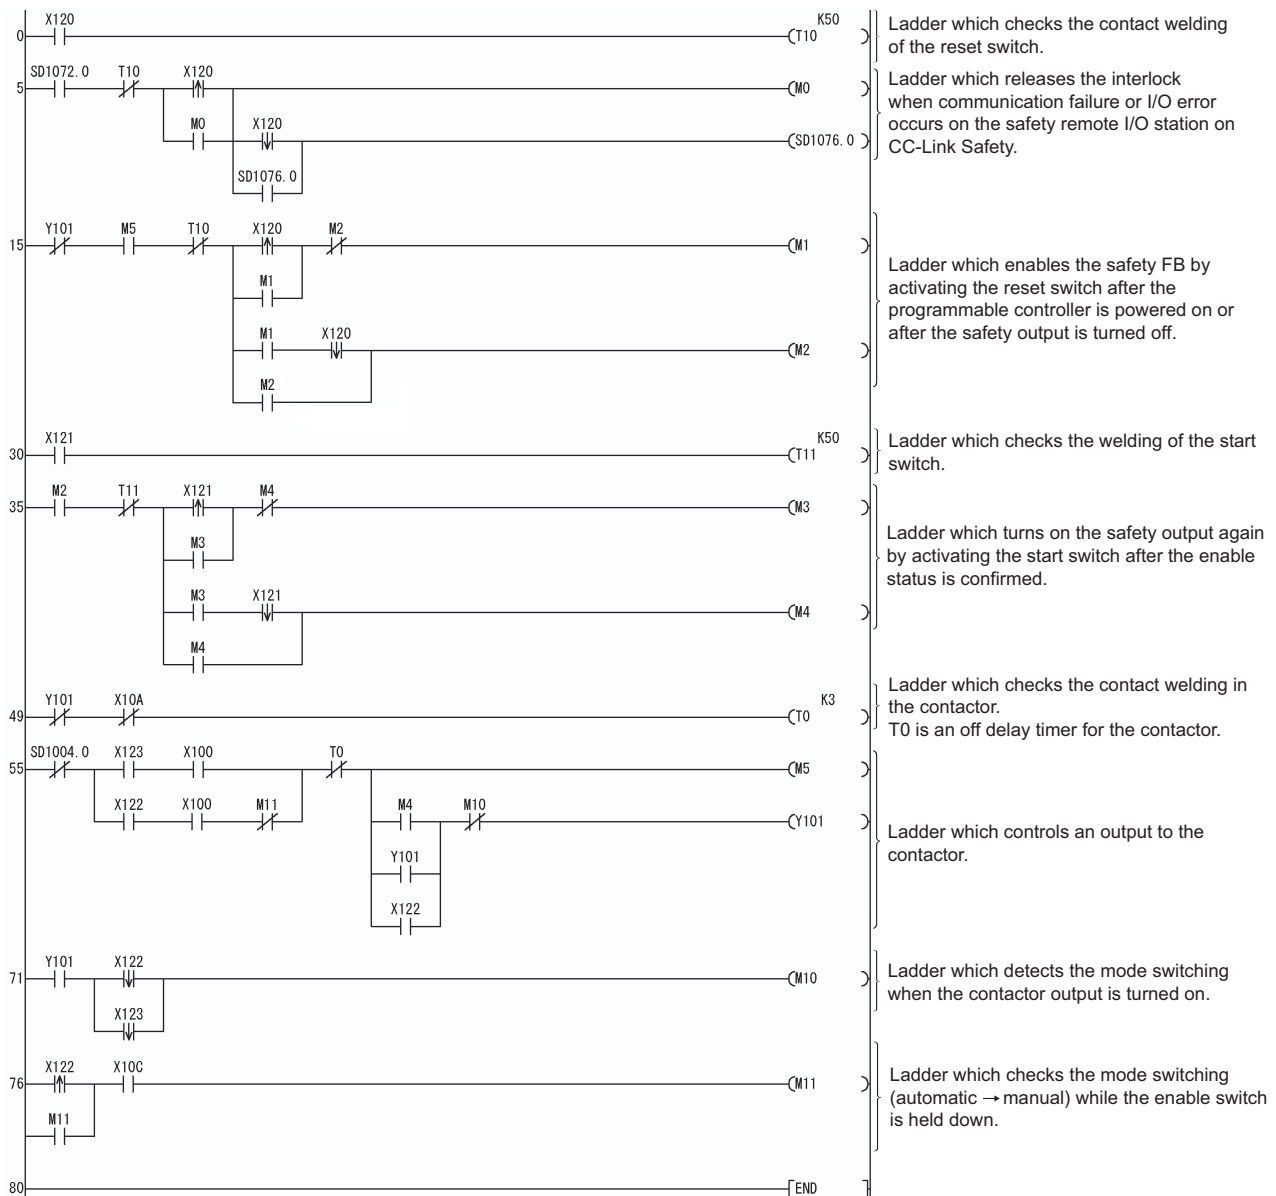 X120 K50
0 (T10 ) Ladder which checks the contact welding
of the reset switch.
SD1072.0 T10 X120
5 (M0 ) Ladder which releases the interlock
when communication failure or I/O error
M0 X120
(SD1076.0 ) occurs on the safety remote I/O station on
CC-Link Safety.
SD1076.0
Y101 M5 T10 X120 M2
15 (M1 )
Ladder which enables the safety FB by
M1
activating the reset switch after the
programmable controller is powered on or
after the safety output is turned off.
M1 X120
(M2 )
M2
X121 K50
30 (T11 ) Ladder which checks the welding of the start
switch.
M2 T11 X121 M4
35 (M3 )
Ladder which turns on the safety output again
M3
by activating the start switch after the enable
status is confirmed.
M3 X121
(M4 )
M4
Y101 X10A K3
49 (T0 ) Ladder which checks the contact welding in
the contactor.
T0 is an off delay timer for the contactor.
SD1004.0 X123 X100 T0
55 (M5 )
X122 X100 M11 M4 M10
(Y101 ) Ladder which controls an output to the
contactor.
Y101
X122
Y101 X122
71 (M10 ) Ladder which detects the mode switching
when the contactor output is turned on.
X123
X122 X10C
76 (M11 ) Ladder which checks the mode switching
(automatic → manual) while the enable switch
is held down.
M11
80 [END ]